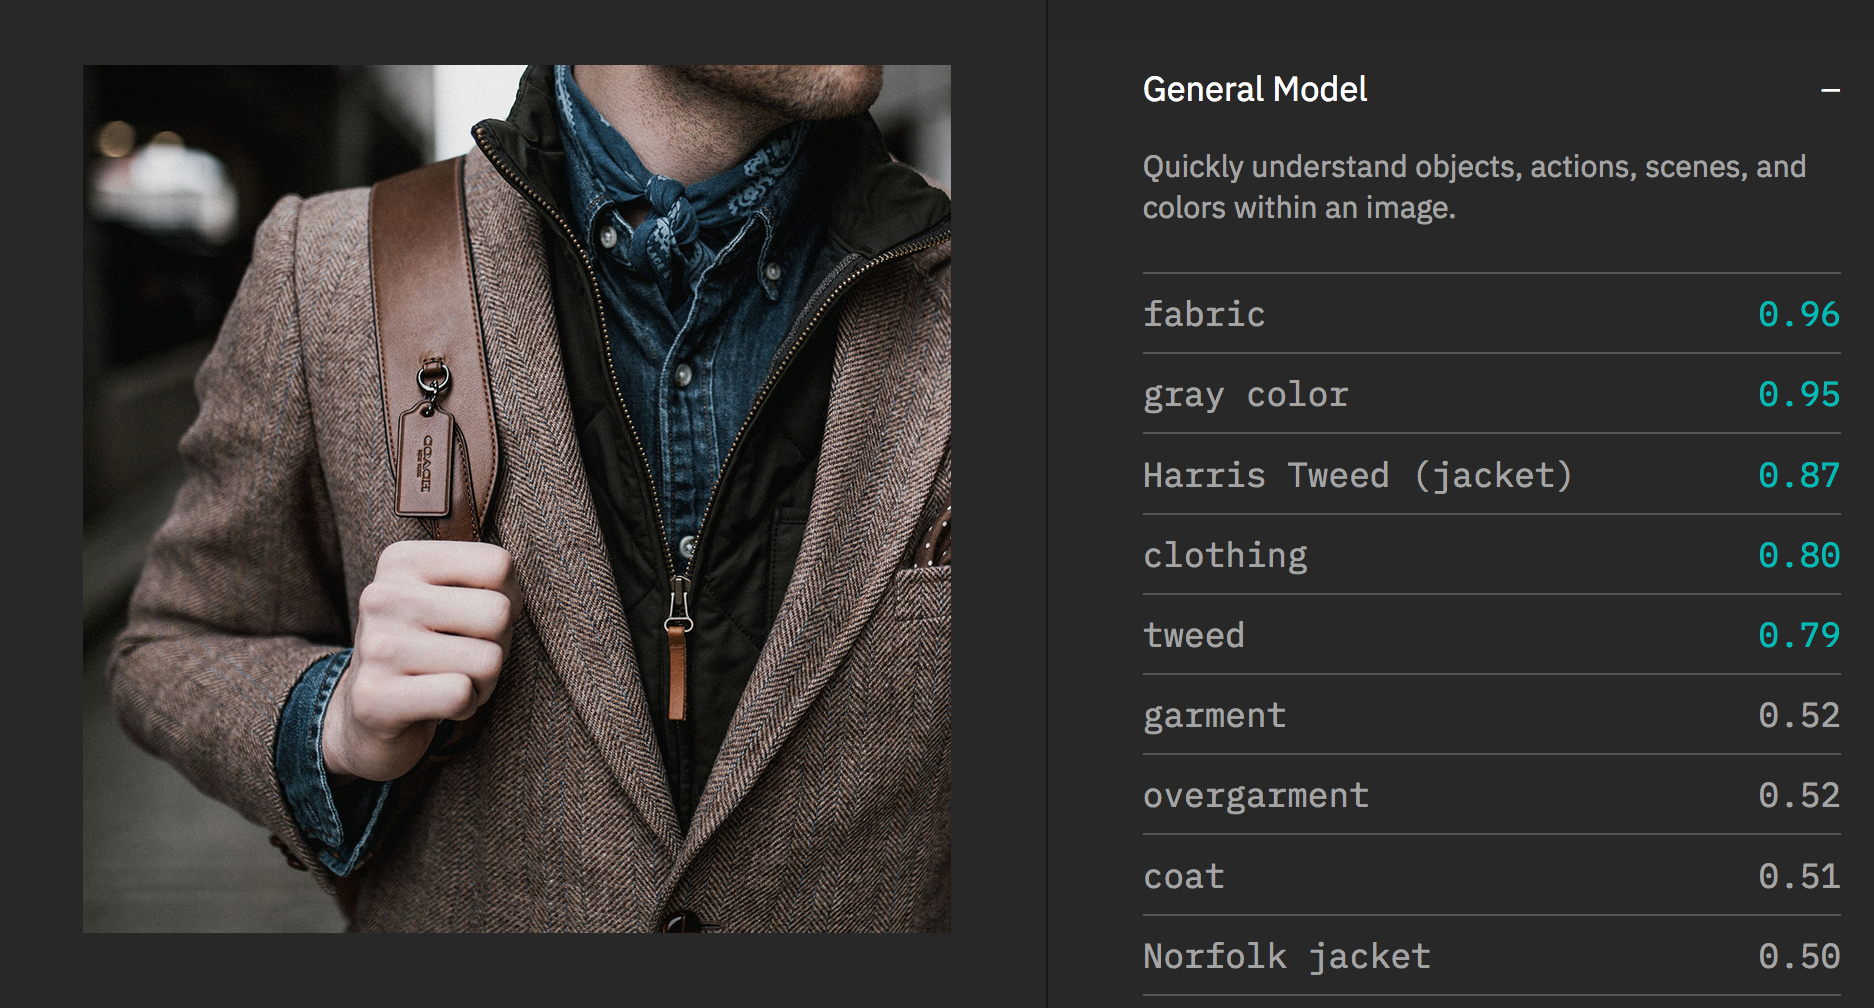 COACH
General Model
–
Quickly understand objects, actions, scenes, and
colors within an image.
fabric 0.96
gray color 0.95
Harris Tweed (jacket) 0.87
clothing 0.80
tweed 0.79
garment 0.52
overgarment 0.52
coat 0.51
Norfolk jacket 0.50